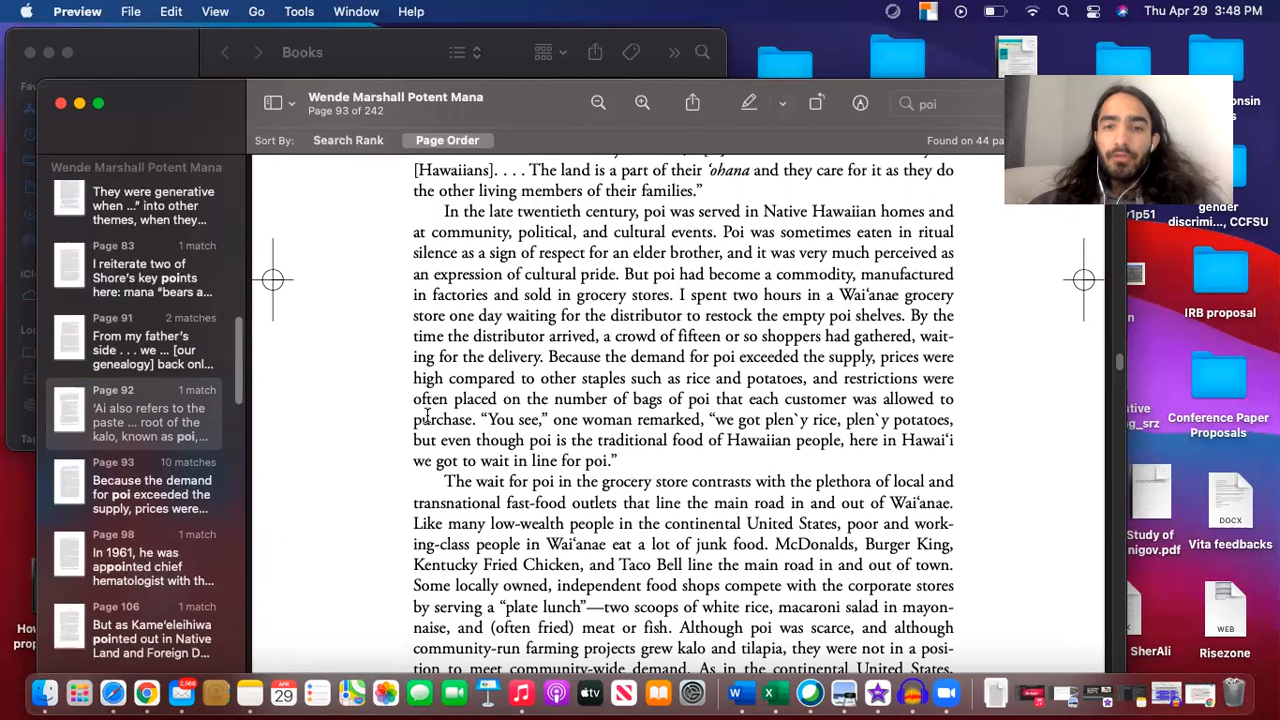 Preview File Edit View Go Tools Window Help
Thu Apr 29 3:48 PM
Books
Wende Marshall Potent Mana
Page 93 of 242
poi
Sort By: Search Rank Page Order
Found on 44 pa
Wende Marshall Potent Mana
They were generative
when ...” into other
themes, when they...
Page 83 1 match
I reiterate two of
Shore's key points
here: mana “bears a...
Page 91 2 matches
From my father's
side . . . we ... [our
genealogy] back onl...
Page 92 1 match
'Ai also refers to the
paste ... root of the
kalo, known as poi,...
Page 93 10 matches
Because the demand
for poi exceeded the
supply, prices were...
Page 98 1 match
In 1961, he was
appointed chief
hematologist with th...
Page 106 1 match
But as Kame'eleihiwa
pointed out in Native
Land and Foreign D...
[Hawaiians]. . . . The land is a part of their ‘ohana and they care for it as they do
the other living members of their families.”
In the late twentieth century, poi was served in Native Hawaiian homes and
at community, political, and cultural events. Poi was sometimes eaten in ritual
silence as a sign of respect for an elder brother, and it was very much perceived as
an expression of cultural pride. But poi had become a commodity, manufactured
in factories and sold in grocery stores. I spent two hours in a Wai‘anae grocery
store one day waiting for the distributor to restock the empty poi shelves. By the
time the distributor arrived, a crowd of fifteen or so shoppers had gathered, wait-
ing for the delivery. Because the demand for poi exceeded the supply, prices were
high compared to other staples such as rice and potatoes, and restrictions were
often placed on the number of bags of poi that each customer was allowed to
purchase. “You see,” one woman remarked, “we got plen`y rice, plen`y potatoes,
but even though poi is the traditional food of Hawaiian people, here in Hawai‘i
we got to wait in line for poi.”
The wait for poi in the grocery store contrasts with the plethora of local and
transnational fast-food outlets that line the main road in and out of Wai‘anae.
Like many low-wealth people in the continental United States, poor and work-
ing-class people in Wai‘anae eat a lot of junk food. McDonalds, Burger King,
Kentucky Fried Chicken, and Taco Bell line the main road in and out of town.
Some locally owned, independent food shops compete with the corporate stores
by serving a “plate lunch”—two scoops of white rice, macaroni salad in mayon-
naise, and (often fried) meat or fish. Although poi was scarce, and although
community-run farming projects grew kalo and tilapia, they were not in a posi-
tion to meet community-wide demand. As in the continental United States,
gender
discrimi..., CCFSU
IRB proposal
Conference Paper
Proposals
Study of
nigov.pdf
DOCX
Vita feedbacks
SherAli
WEB
Risezone
2,568
APR
29